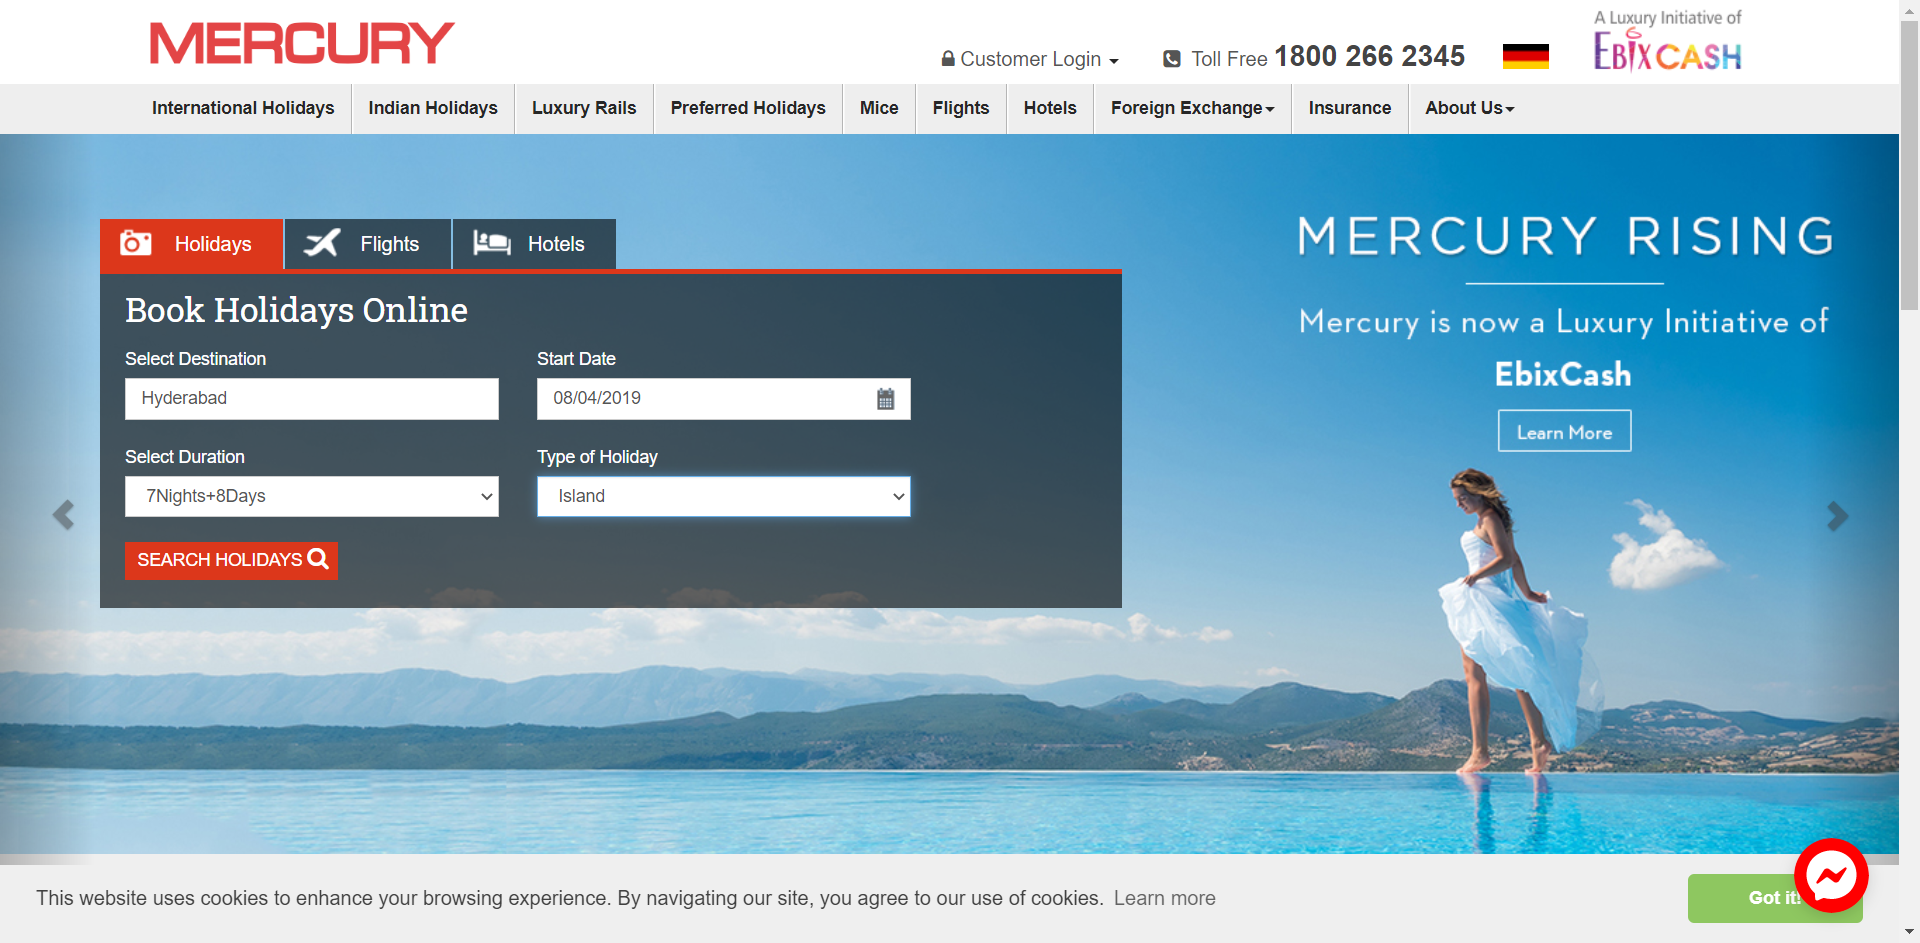 MERCURY
Customer Login
Toll Free 1800 266 2345
A Luxury Initiative of
EBIXCASH
International Holidays
Indian Holidays
Luxury Rails
Preferred Holidays
Mice
Flights
Hotels
Foreign Exchange
Insurance
About Us
Holidays
Flights
Hotels
Book Holidays Online
Select Destination
Start Date
Hyderabad
08/04/2019
Select Duration
Type of Holiday
7Nights+8Days
Island
SEARCH HOLIDAYS
MERCURY RISING
Mercury is now a Luxury Initiative of
EbixCash
Learn More
This website uses cookies to enhance your browsing experience. By navigating our site, you agree to our use of cookies. Learn more
Got it!